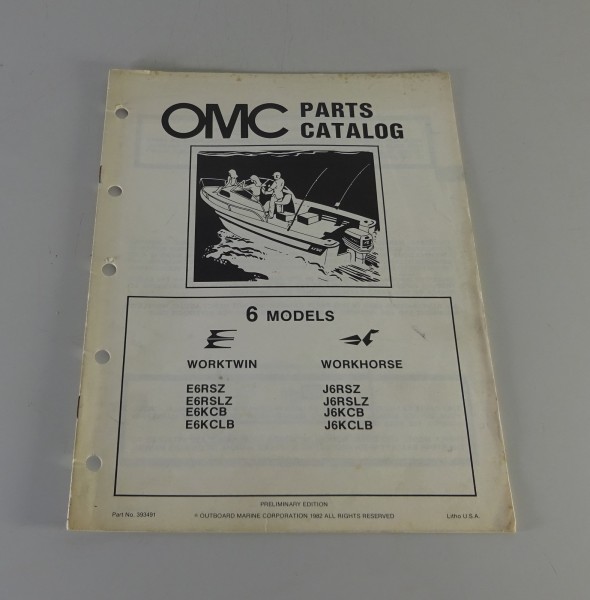 OMC PARTS
CATALOG
6 MODELS
WORKTWIN WORKHORSE
E6RSZ J6RSZ
E6RSLZ J6RSLZ
E6KCB J6KCB
E6KCLB J6KCLB
PRELIMINARY EDITION
Part No. 393491 © OUTBOARD MARINE CORPORATION, 1982 ALL RIGHTS RESERVED Litho U.S.A.